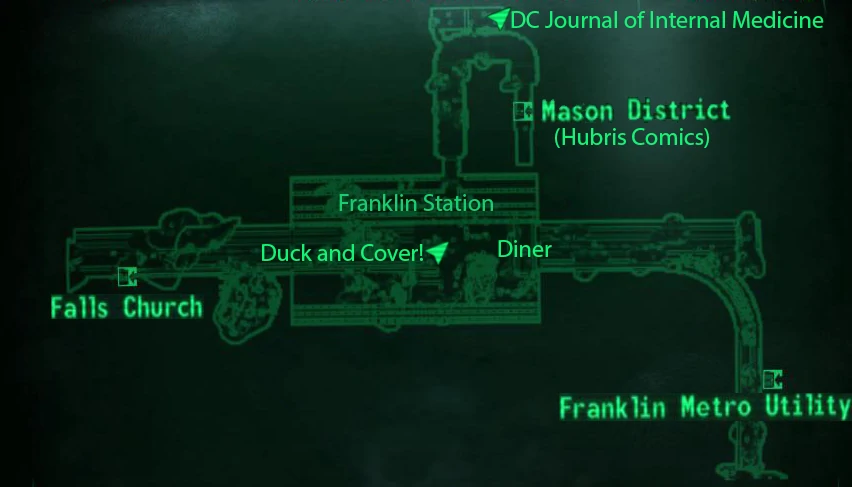 DC Journal of Internal Medicine
Mason District
(Hubris Comics)
Franklin Station
Duck and Cover!
Diner
Falls Church
Franklin Metro Utility